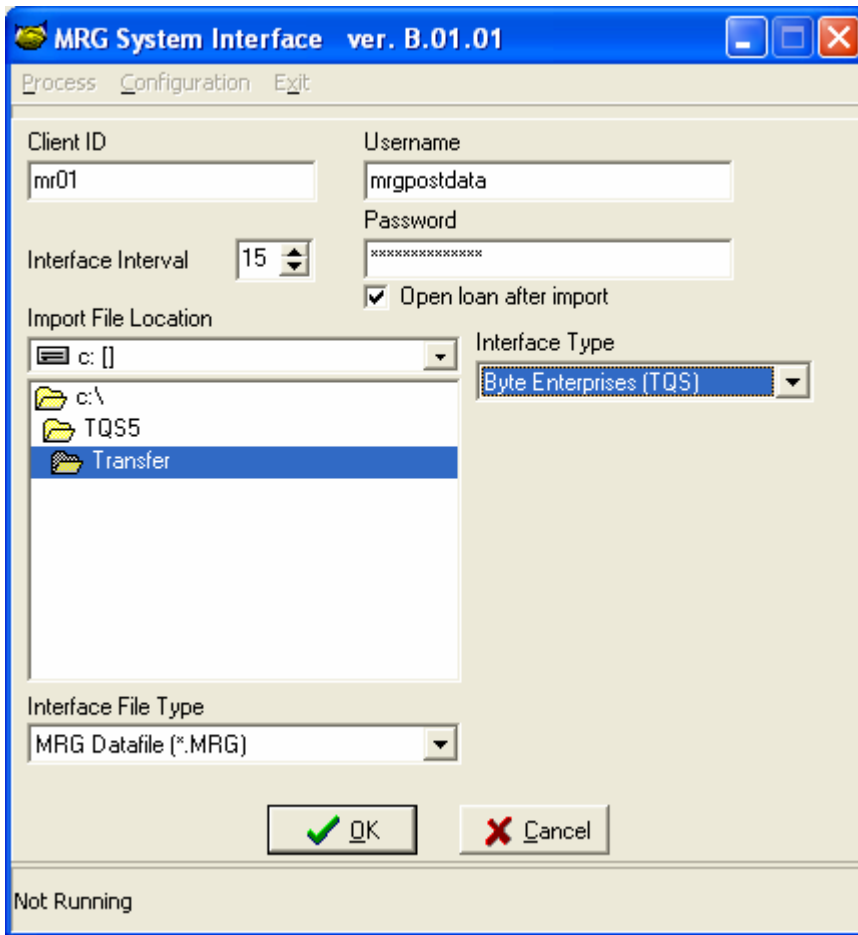 MRG System Interface ver. B.01.01
Process Configuration Exit
Client ID
mr01
Username
mrgpostdata
Password
**************
Interface Interval
15
Open loan after import
Import File Location
c: []
c:\
TQS5
Transfer
Interface Type
Byte Enterprises (TQS)
Interface File Type
MRG Datafile (*.MRG)
OK
Cancel
Not Running